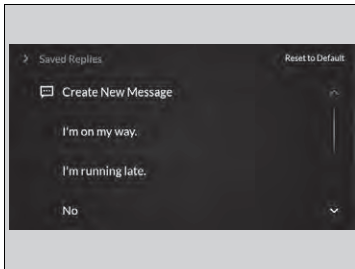 Saved Replies
Reset to Default
Create New Message
I'm on my way.
I'm running late.
No